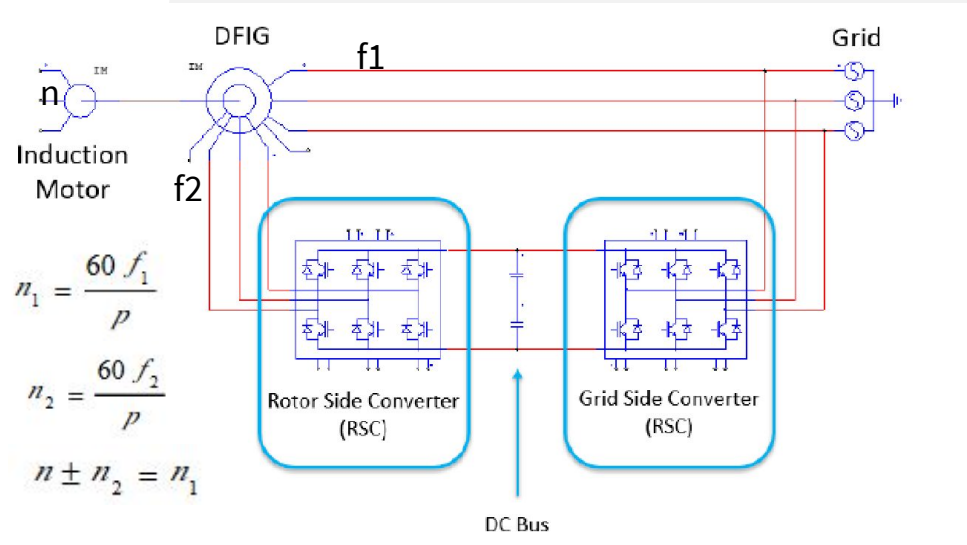 DFIG
Grid
f1
IM
IM
n
Induction
Motor
f2
n₁ = 60 f₁ / p
n₂ = 60 f₂ / p
n ± n₂ = n₁
Rotor Side Converter
(RSC)
Grid Side Converter
(RSC)
DC Bus